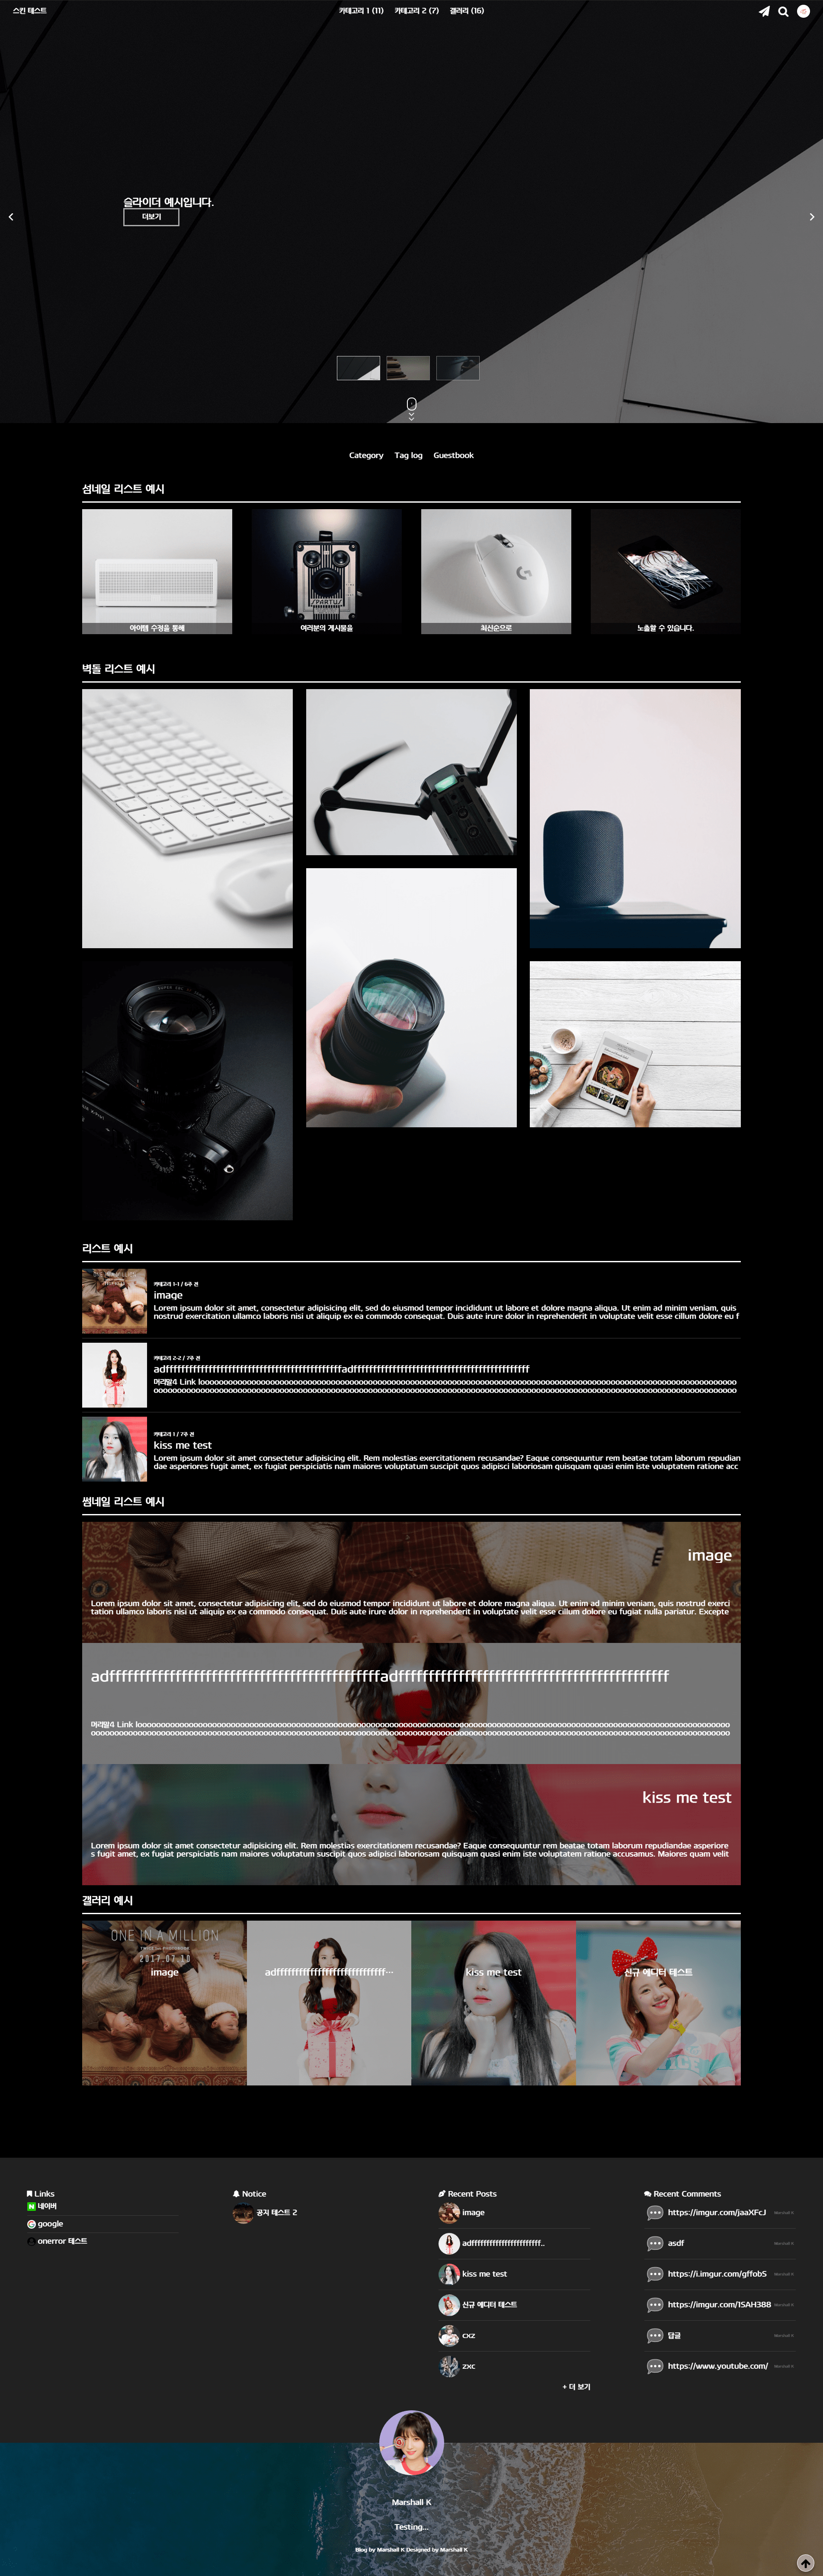 스킨 테스트
카테고리 1 (11) 카테고리 2 (7) 갤러리 (16)
슬라이더 예시입니다.
더보기
Category Tag log Guestbook
섬네일 리스트 예시
아이템 수정을 통해
여러분의 게시물을
최신순으로
노출할 수 있습니다.
벽돌 리스트 예시
리스트 예시
카테고리 1-1 / 6주 전
image
Lorem ipsum dolor sit amet, consectetur adipisicing elit, sed do eiusmod tempor incididunt ut labore et dolore magna aliqua. Ut enim ad minim veniam, quis
nostrud exercitation ullamco laboris nisi ut aliquip ex ea commodo consequat. Duis aute irure dolor in reprehenderit in voluptate velit esse cillum dolore eu f
카테고리 2-2 / 7주 전
머리말4 Link
카테고리 1 / 7주 전
kiss me test
Lorem ipsum dolor sit amet consectetur adipisicing elit. Rem molestias exercitationem recusandae? Eaque consequuntur rem beatae totam laborum repudian
dae asperiores fugit amet, ex fugiat perspiciatis nam maiores voluptatum suscipit quos adipisci laboriosam quisquam quasi enim iste voluptatem ratione acc
썸네일 리스트 예시
image
Lorem ipsum dolor sit amet, consectetur adipisicing elit, sed do eiusmod tempor incididunt ut labore et dolore magna aliqua. Ut enim ad minim veniam, quis nostrud exerci
tation ullamco laboris nisi ut aliquip ex ea commodo consequat. Duis aute irure dolor in reprehenderit in voluptate velit esse cillum dolore eu fugiat nulla pariatur. Excepte
머리말4 Link
kiss me test
Lorem ipsum dolor sit amet consectetur adipisicing elit. Rem molestias exercitationem recusandae? Eaque consequuntur rem beatae totam laborum repudiandae asperiore
s fugit amet, ex fugiat perspiciatis nam maiores voluptatum suscipit quos adipisci laboriosam quisquam quasi enim iste voluptatem ratione accusamus. Maiores quam velit
갤러리 예시
ONE IN A MILLION
2017.07.10
image
kiss me test
신규 에디터 테스트
Links
네이버
google
onerror 테스트
Notice
공지 테스트 2
Recent Posts
image
kiss me test
신규 에디터 테스트
cxz
zxc
+ 더 보기
Recent Comments
https://imgur.com/jaaXFcJ Marshall K
asdf Marshall K
https://i.imgur.com/gffobS Marshall K
https://imgur.com/1SAH388 Marshall K
답글 Marshall K
https://www.youtube.com/ Marshall K
Marshall K
Testing...
Blog by Marshall K Designed by Marshall K